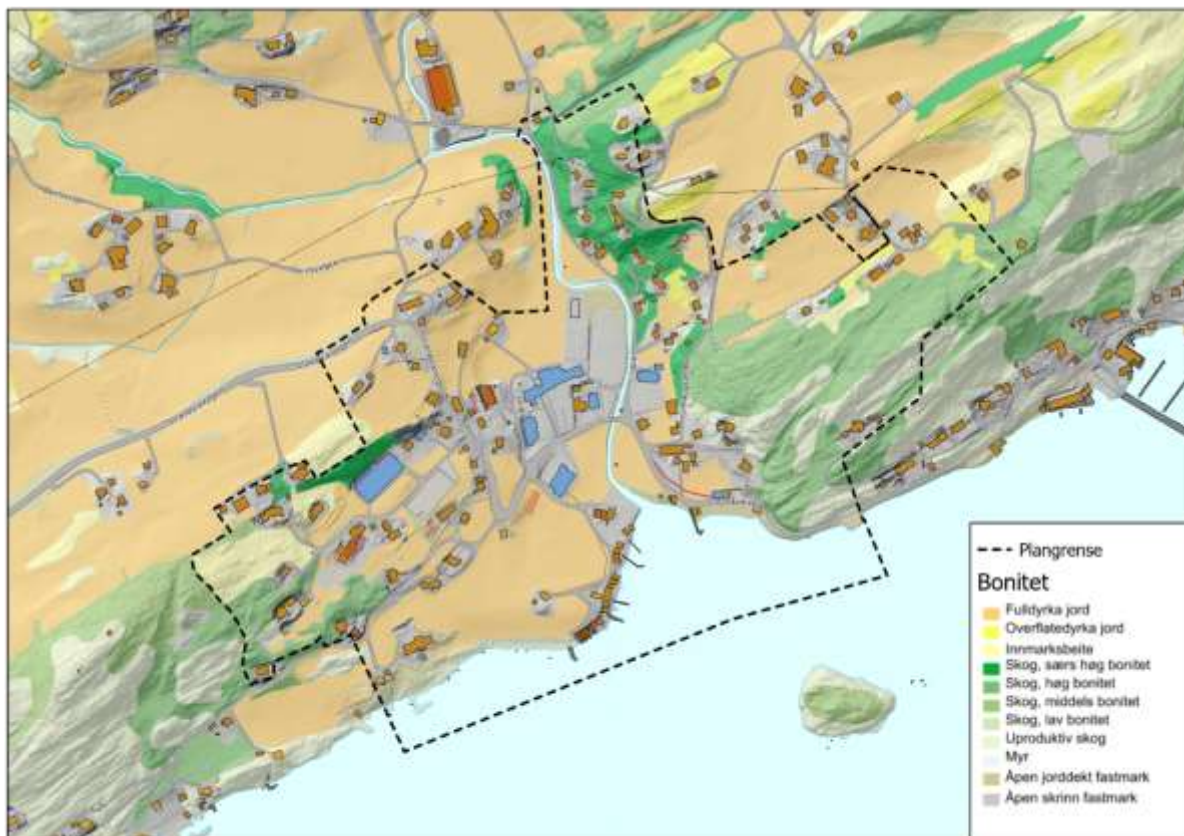 Plangrense
Bonitet
Fulldyrka jord
Overflatedyrka jord
Innmarksbeite
Skog, særs høg bonitet
Skog, høg bonitet
Skog, middels bonitet
Skog, lav bonitet
Uproduktiv skog
Myr
Åpen jorddekt fastmark
Åpen skrinn fastmark